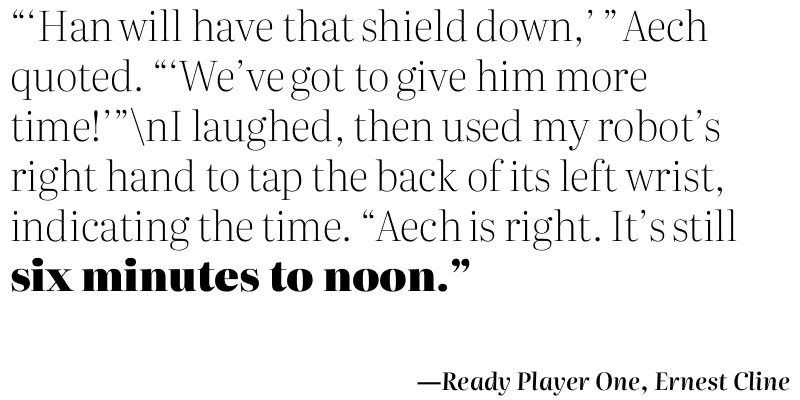 “‘Han will have that shield down,’ ” Aech
quoted. “‘We’ve got to give him more
time!’”\nI laughed, then used my robot’s
right hand to tap the back of its left wrist,
indicating the time. “Aech is right. It’s still
six minutes to noon.”
—Ready Player One, Ernest Cline